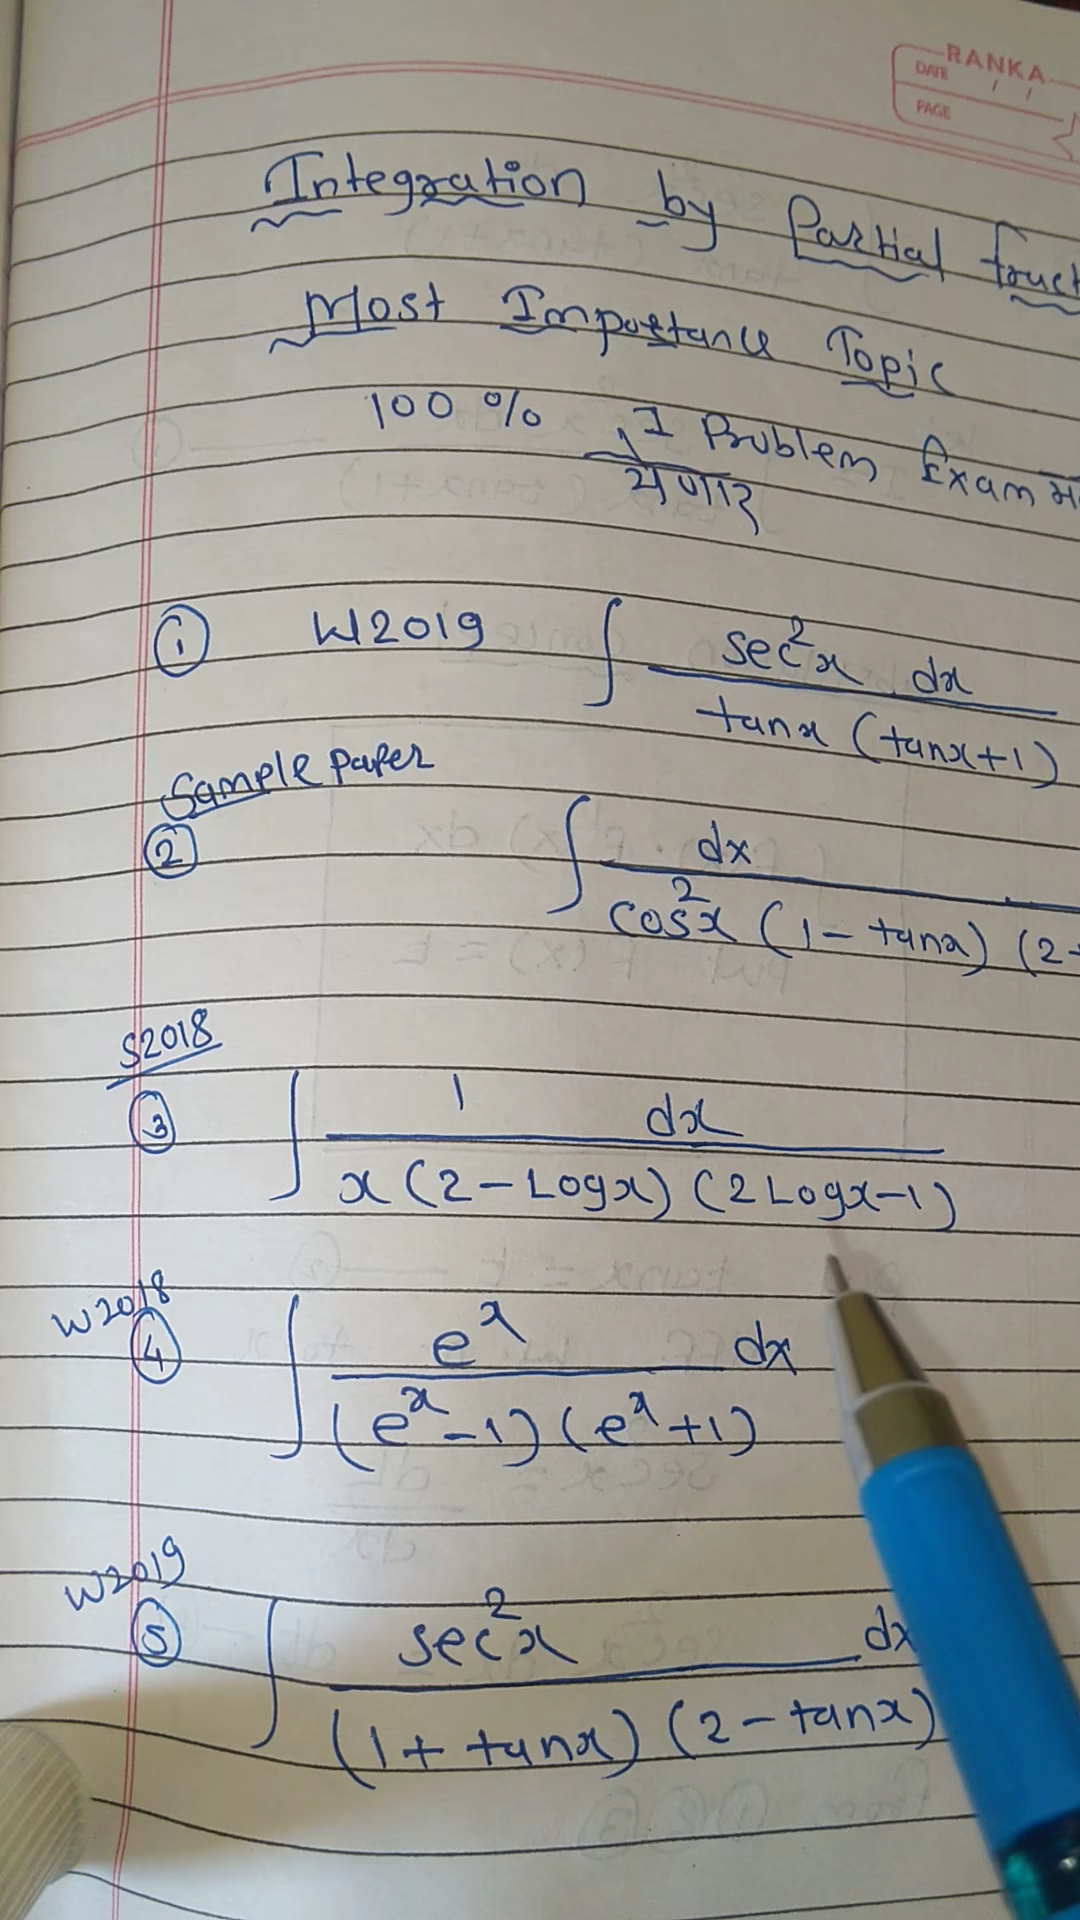 RANKA
DATE / /
PAGE
Integration by Partial fract
Most Importance Topic
100 % 1 Problem Exam
येणार
① W2019 ∫ sec²x dx / tanx (tanx+1)
Sample paper
② ∫ dx / cos²x (1 - tanx) (2-
S2018
③ ∫ 1 dx / x (2 - Logx) (2 Logx - 1)
W2018
④ ∫ eˣ / (eˣ - 1) (eˣ + 1) dx
W2019
⑤ ∫ sec²x / (1 + tanx) (2 - tanx) dx